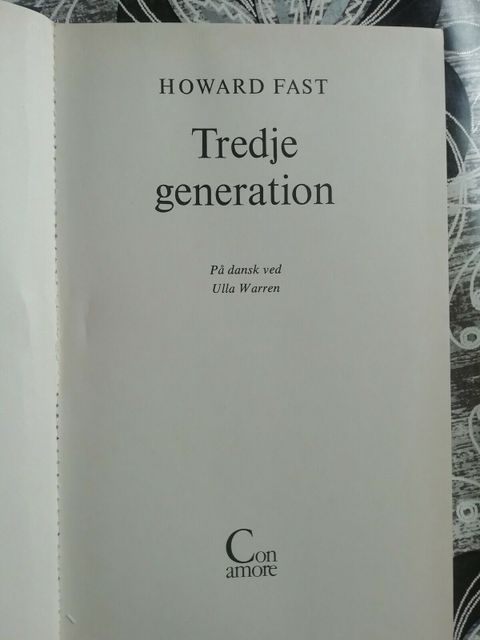 HOWARD FAST
Tredje
generation
På dansk ved
Ulla Warren
Con
amore